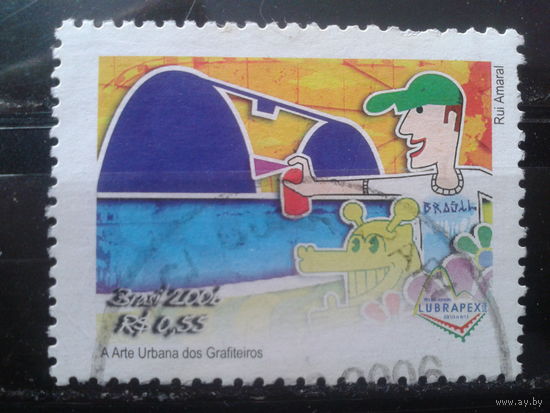 Rui Amaral
BRASIL
Brasil 2006
R$ 0,55
LUBRAPEX
A Arte Urbana dos Grafiteiros
2006
www.ay.by